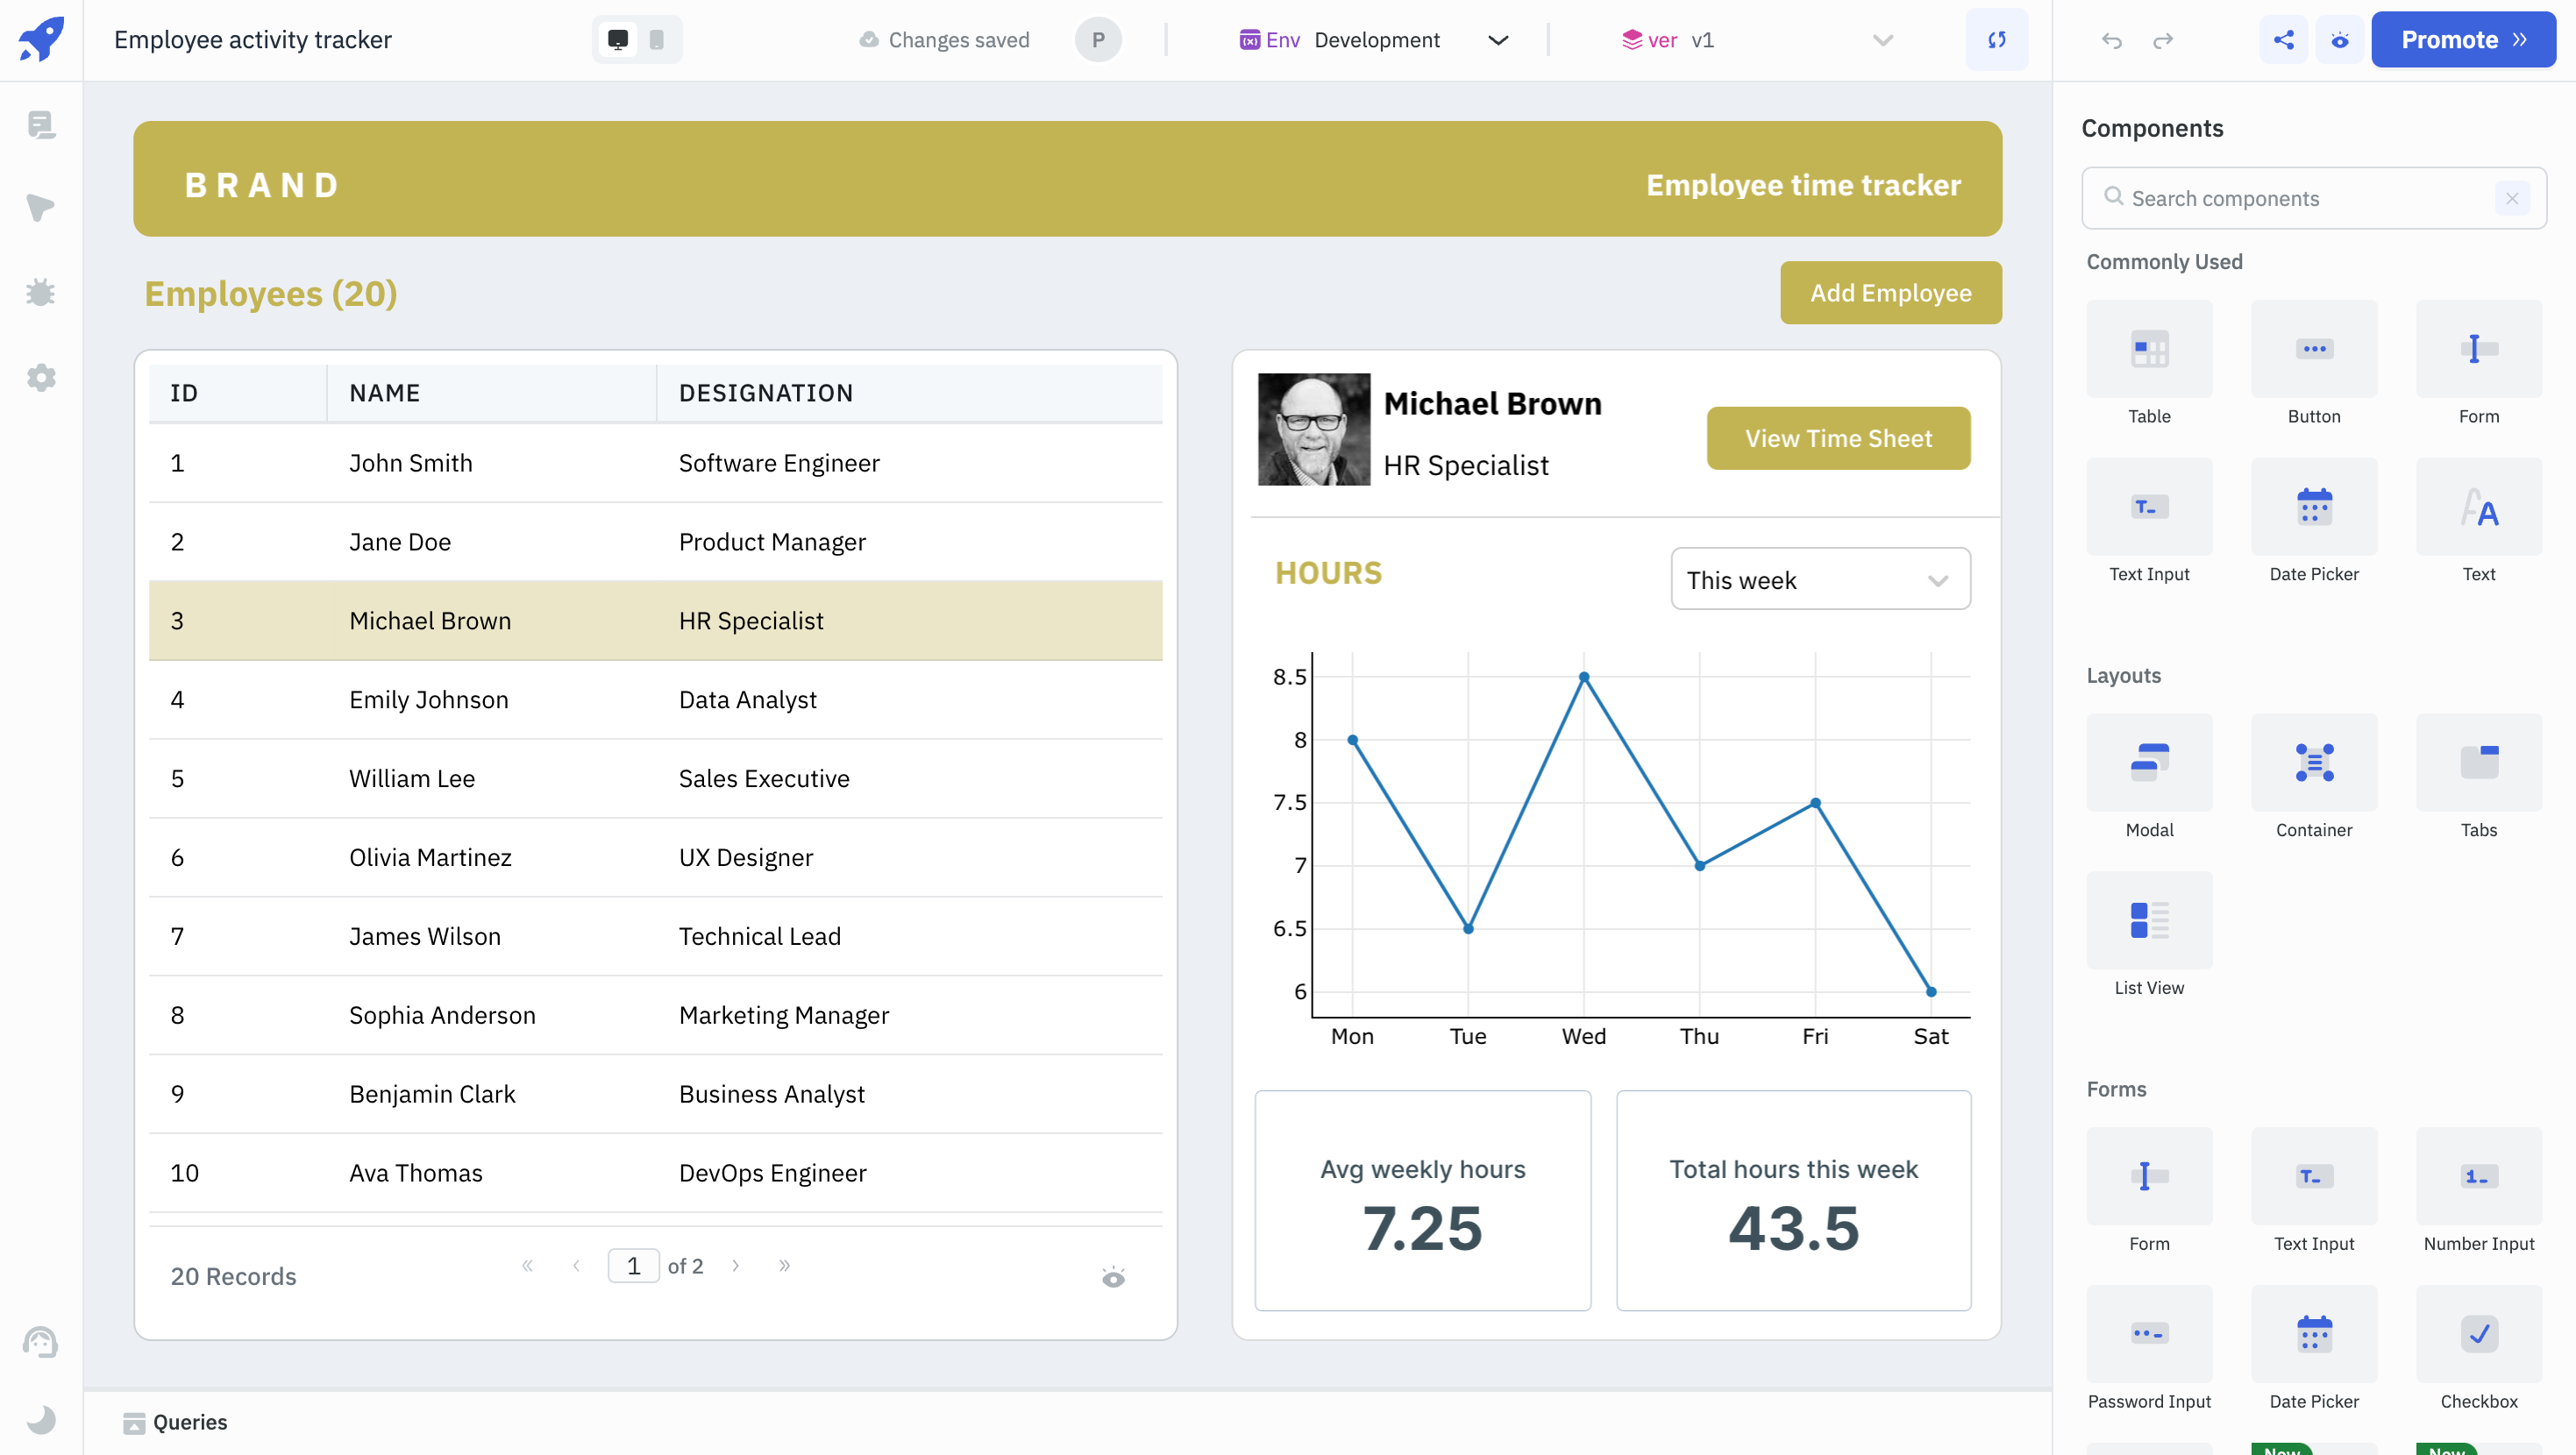 Employee activity tracker
Changes saved
P
Env Development
ver v1
Promote
BRAND
Employee time tracker
Employees (20)
Add Employee
ID NAME DESIGNATION
1 John Smith Software Engineer
2 Jane Doe Product Manager
3 Michael Brown HR Specialist
4 Emily Johnson Data Analyst
5 William Lee Sales Executive
6 Olivia Martinez UX Designer
7 James Wilson Technical Lead
8 Sophia Anderson Marketing Manager
9 Benjamin Clark Business Analyst
10 Ava Thomas DevOps Engineer
20 Records
« ‹ 1 of 2 › »
Michael Brown
HR Specialist
View Time Sheet
HOURS
This week
8.5
8
7.5
7
6.5
6
Mon Tue Wed Thu Fri Sat
Avg weekly hours
7.25
Total hours this week
43.5
Queries
Components
Search components
Commonly Used
Table Button Form
Text Input Date Picker Text
Layouts
Modal Container Tabs
List View
Forms
Form Text Input Number Input
Password Input Date Picker Checkbox
New New